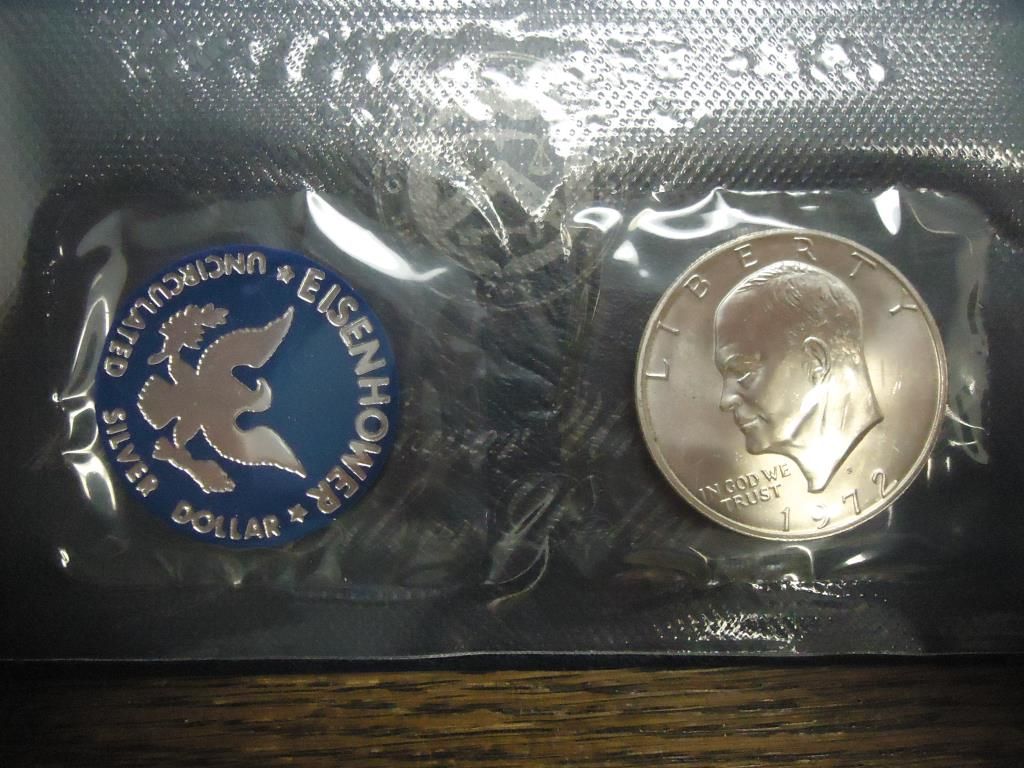 EISENHOWER
UNCIRCULATED SILVER DOLLAR
LIBERTY
IN GOD WE
TRUST
S
1972